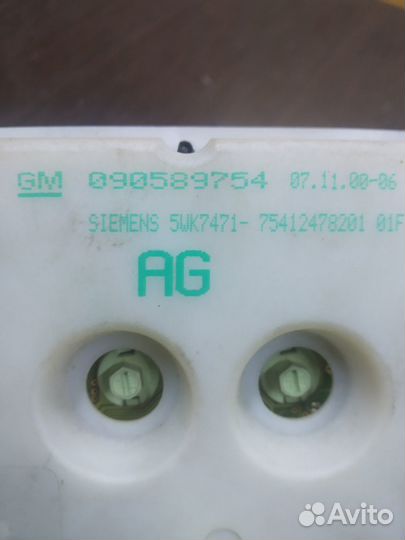 GM 090589754 07.11.00-06
SIEMENS 5WK7471- 75412478201 01F
AG
Avito